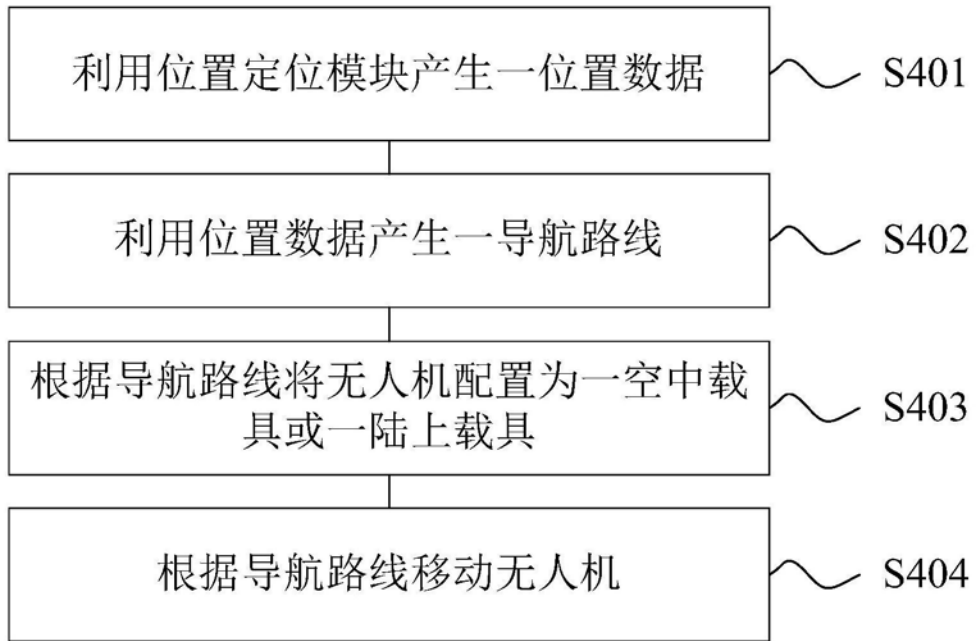 利用位置定位模块产生一位置数据
S401
利用位置数据产生一导航路线
S402
根据导航路线将无人机配置为一空中载
具或一陆上载具
S403
根据导航路线移动无人机
S404